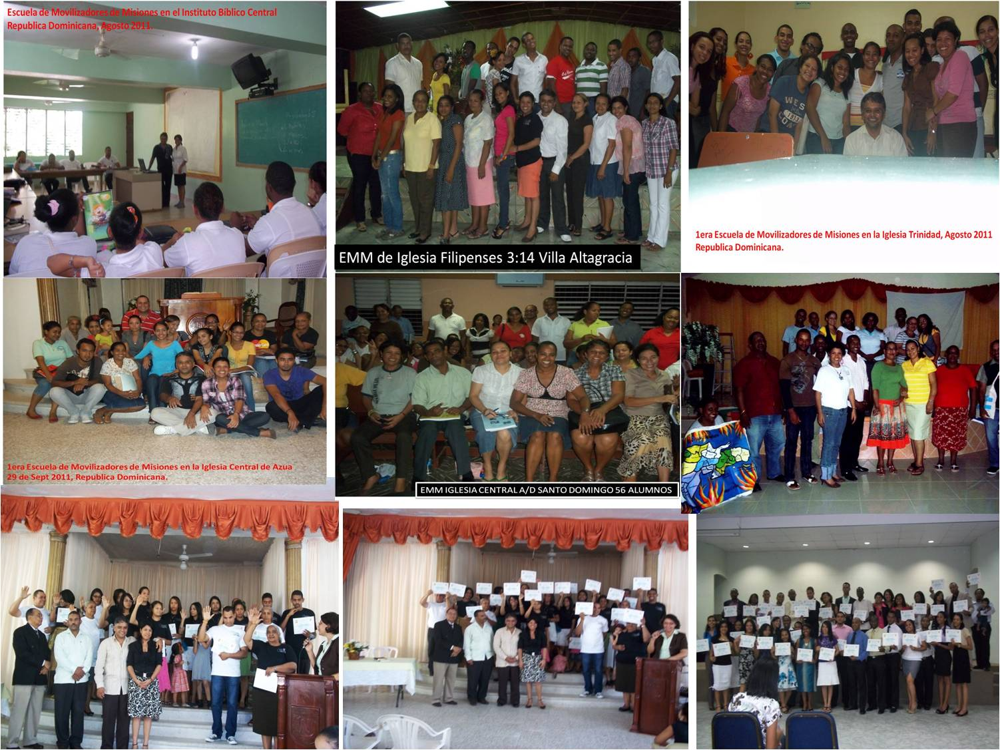 Escuela de Movilizadores de Misiones en el Instituto Bíblico Central
Republica Dominicana, Agosto 2011.
EMM de Iglesia Filipenses 3:14 Villa Altagracia
1era Escuela de Movilizadores de Misiones en la Iglesia Trinidad, Agosto 2011
Republica Dominicana.
1era Escuela de Movilizadores de Misiones en la Iglesia Central de Azua
29 de Sept 2011, Republica Dominicana.
EMM IGLESIA CENTRAL A/D SANTO DOMINGO 56 ALUMNOS
WES
1953